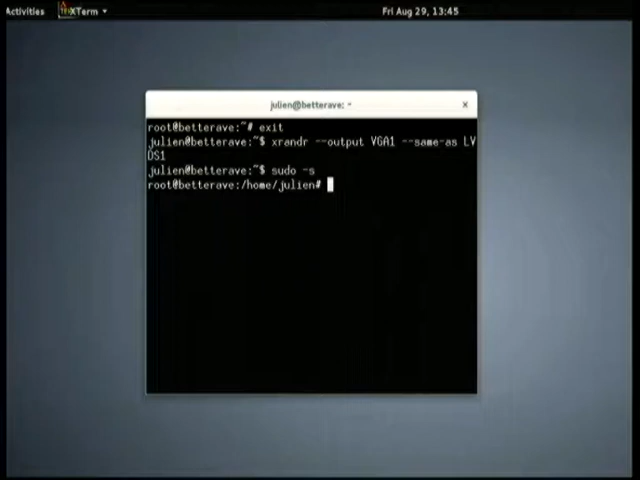 Activities XTerm Fri Aug 29, 13:45
julien@betterave: ~
root@betterave:~# exit
julien@betterave:~$ xrandr --output VGA1 --same-as LV
DS1
julien@betterave:~$ sudo -s
root@betterave:/home/julien#